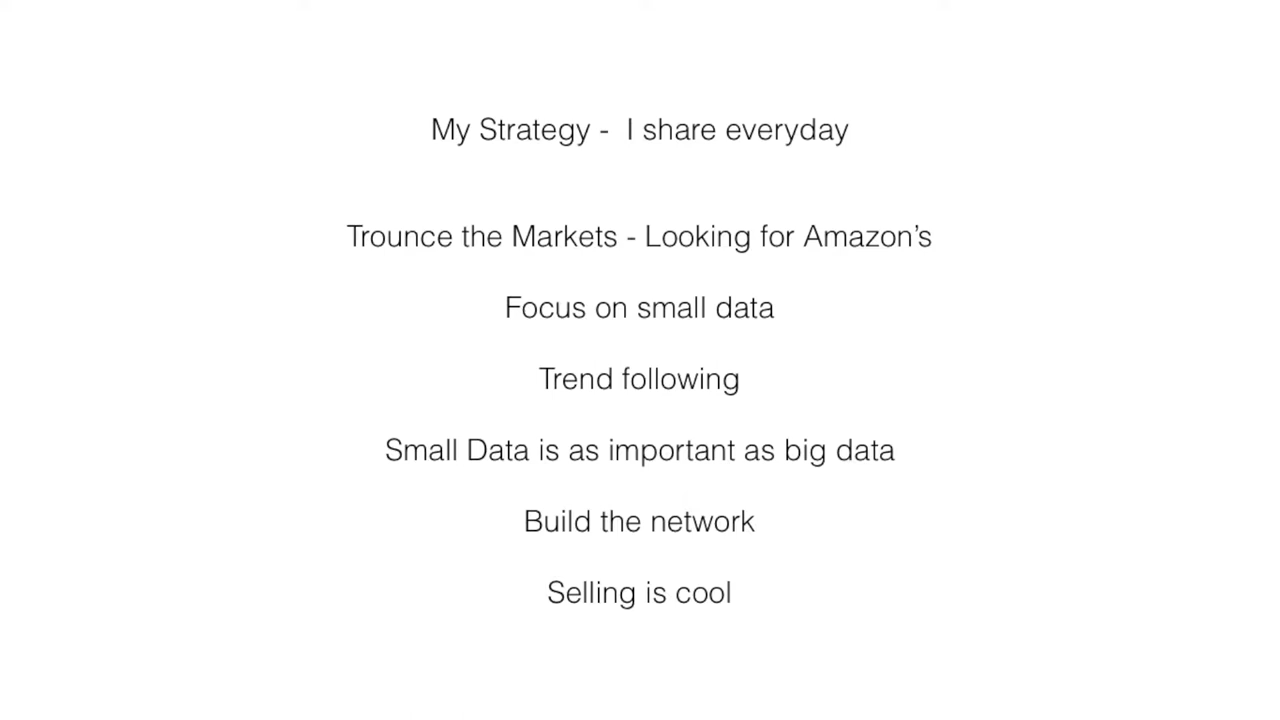 My Strategy -  I share everyday
Trounce the Markets - Looking for Amazon’s
Focus on small data
Trend following
Small Data is as important as big data
Build the network
Selling is cool